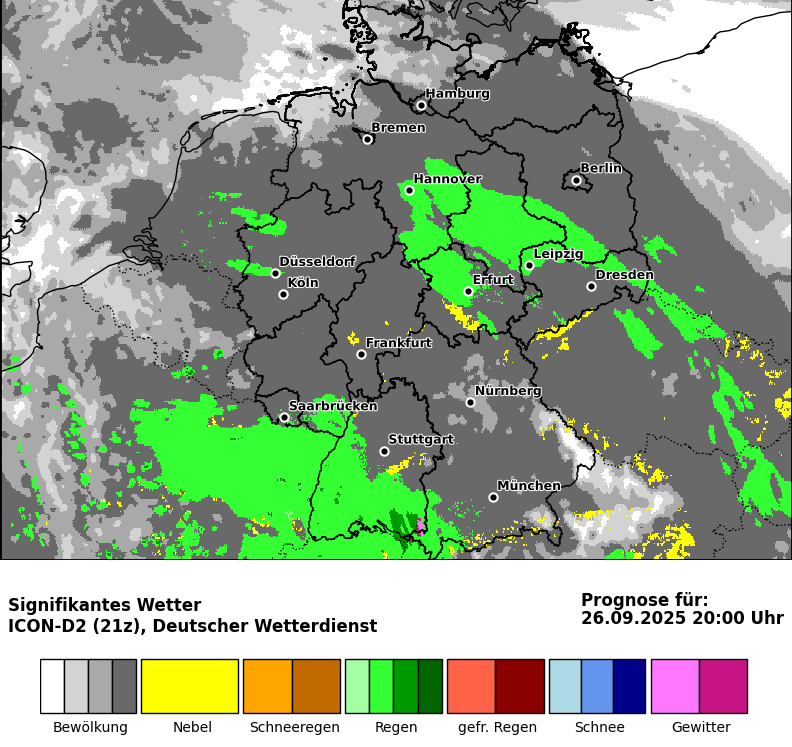 Hamburg
Bremen
Berlin
Hannover
Leipzig
Düsseldorf
Dresden
Köln
Erfurt
Frankfurt
Nürnberg
Saarbrücken
Stuttgart
München
Signifikantes Wetter
ICON-D2 (21z), Deutscher Wetterdienst
Prognose für:
26.09.2025 20:00 Uhr
Bewölkung Nebel Schneeregen Regen gefr. Regen Schnee Gewitter